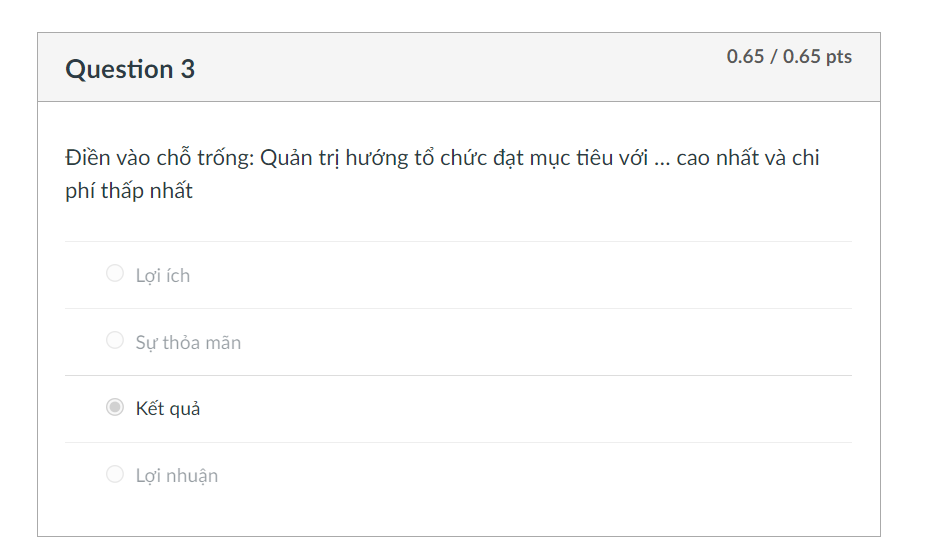 Question 3
0.65 / 0.65 pts
Điền vào chỗ trống: Quản trị hướng tổ chức đạt mục tiêu với ... cao nhất và chi
phí thấp nhất
Lợi ích
Sự thỏa mãn
Kết quả
Lợi nhuận